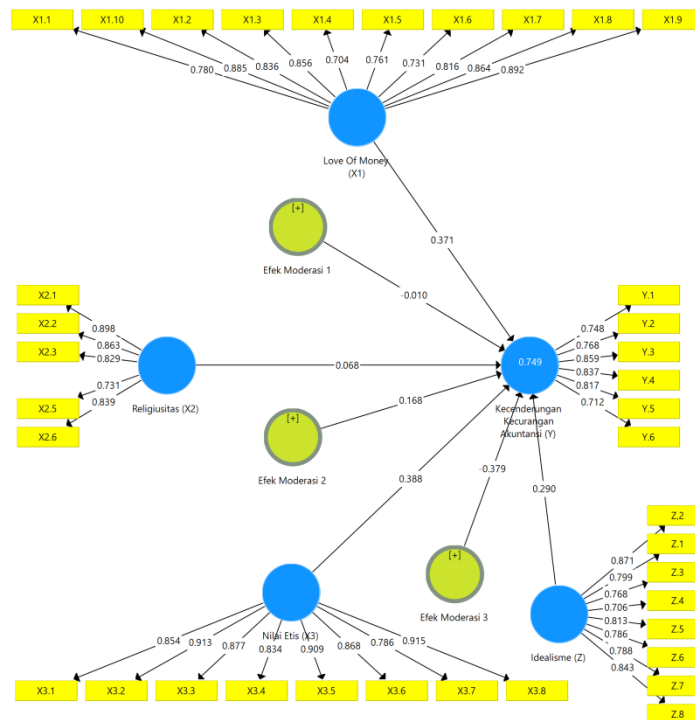 X1.1 X1.10 X1.2 X1.3 X1.4 X1.5 X1.6 X1.7 X1.8 X1.9
0.780 0.885 0.836 0.856 0.704 0.761 0.731 0.816 0.864 0.892
Love Of Money
(X1)
[+]
Efek Moderasi 1
0.371
-0.010
X2.1
X2.2
X2.3
X2.5
X2.6
0.898
0.863
0.829
0.731
0.839
Religiusitas (X2)
0.068
[+]
Efek Moderasi 2
0.168
0.749
Kecenderungan
Kecurangan
Akuntansi (Y)
0.748
0.768
0.859
0.837
0.817
0.712
Y.1
Y.2
Y.3
Y.4
Y.5
Y.6
0.388
-0.379
0.290
[+]
Efek Moderasi 3
Nilai Etis (X3)
0.854 0.913 0.877 0.834 0.909 0.868 0.786 0.915
X3.1 X3.2 X3.3 X3.4 X3.5 X3.6 X3.7 X3.8
Idealisme (Z)
0.871
0.799
0.768
0.706
0.813
0.786
0.788
0.843
Z,2
Z.1
Z.3
Z.4
Z.5
Z.6
Z.7
Z.8